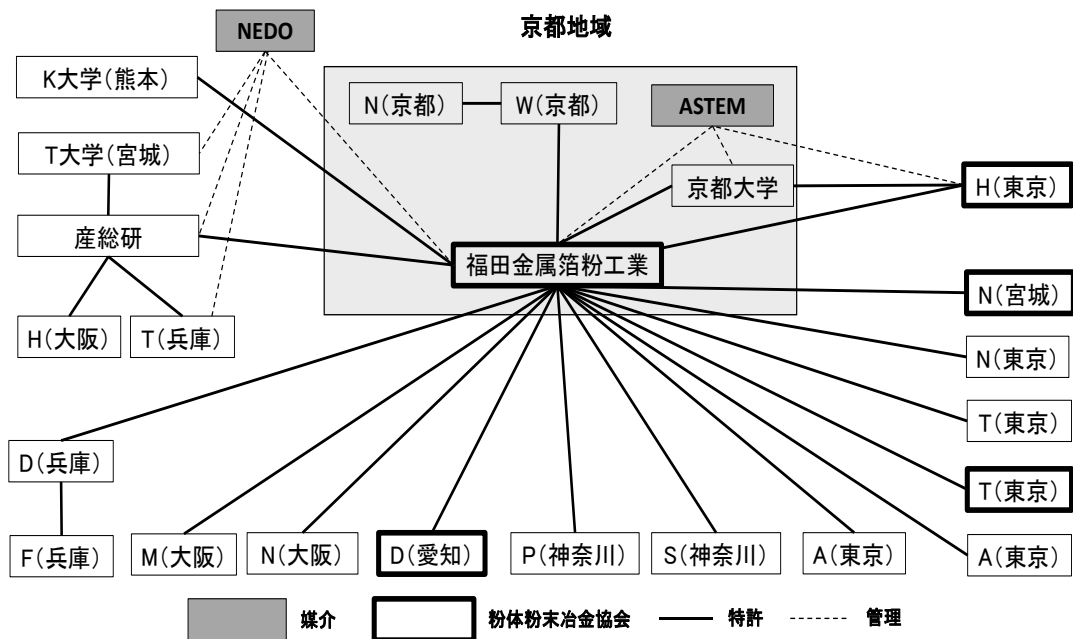 京都地域
NEDO
K大学(熊本)
N(京都)
W(京都)
ASTEM
T大学(宮城)
京都大学
H(東京)
産総研
福田金属箔粉工業
N(宮城)
H(大阪)
T(兵庫)
N(東京)
T(東京)
D(兵庫)
T(東京)
F(兵庫)
M(大阪)
N(大阪)
D(愛知)
P(神奈川)
S(神奈川)
A(東京)
A(東京)
媒介
粉体粉末冶金協会
特許
管理